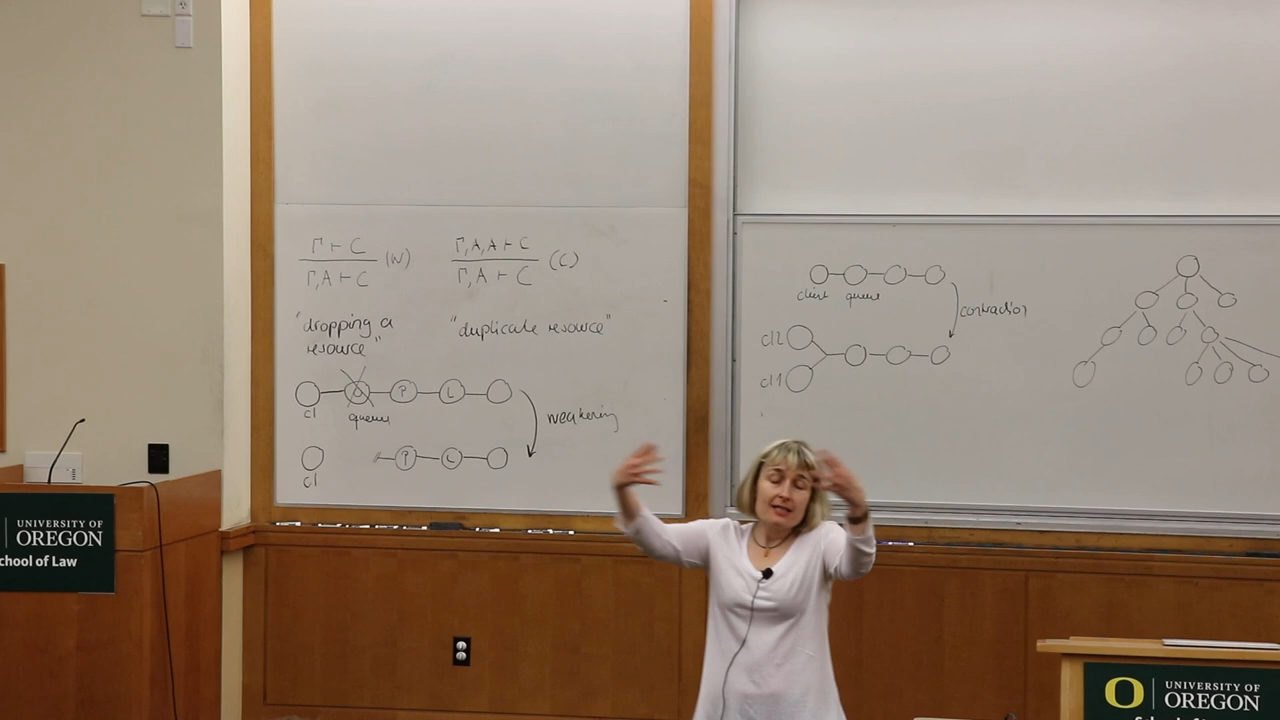 Γ ⊢ C
Γ, A ⊢ C
(W)
Γ, A, A ⊢ C
Γ, A ⊢ C
(C)
"dropping a
resource"
"duplicate resource"
P L
cl queue
weakening
P L
cl
client queue
contraction
cl2
cl1
UNIVERSITY OF
OREGON
chool of Law
O UNIVERSITY OF
OREGON